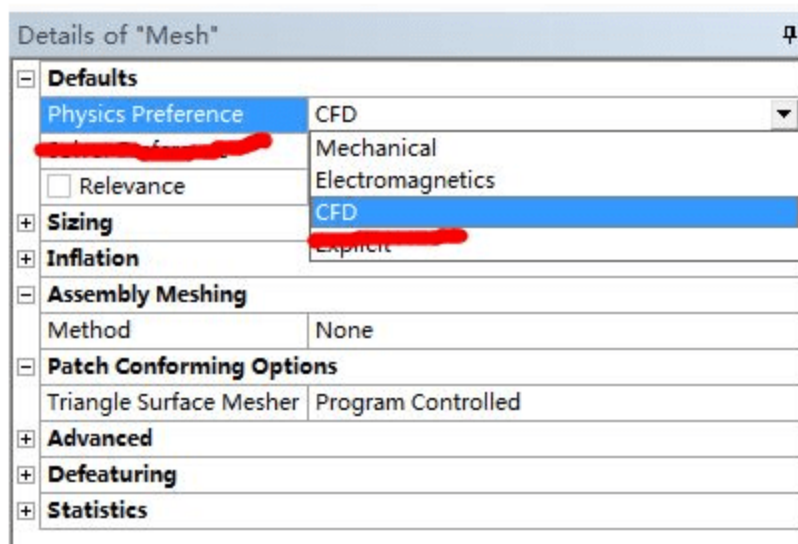 Details of "Mesh"
Defaults
Physics Preference CFD
Mechanical
Relevance
Electromagnetics
CFD
Sizing
Explicit
Inflation
Assembly Meshing
Method None
Patch Conforming Options
Triangle Surface Mesher Program Controlled
Advanced
Defeaturing
Statistics